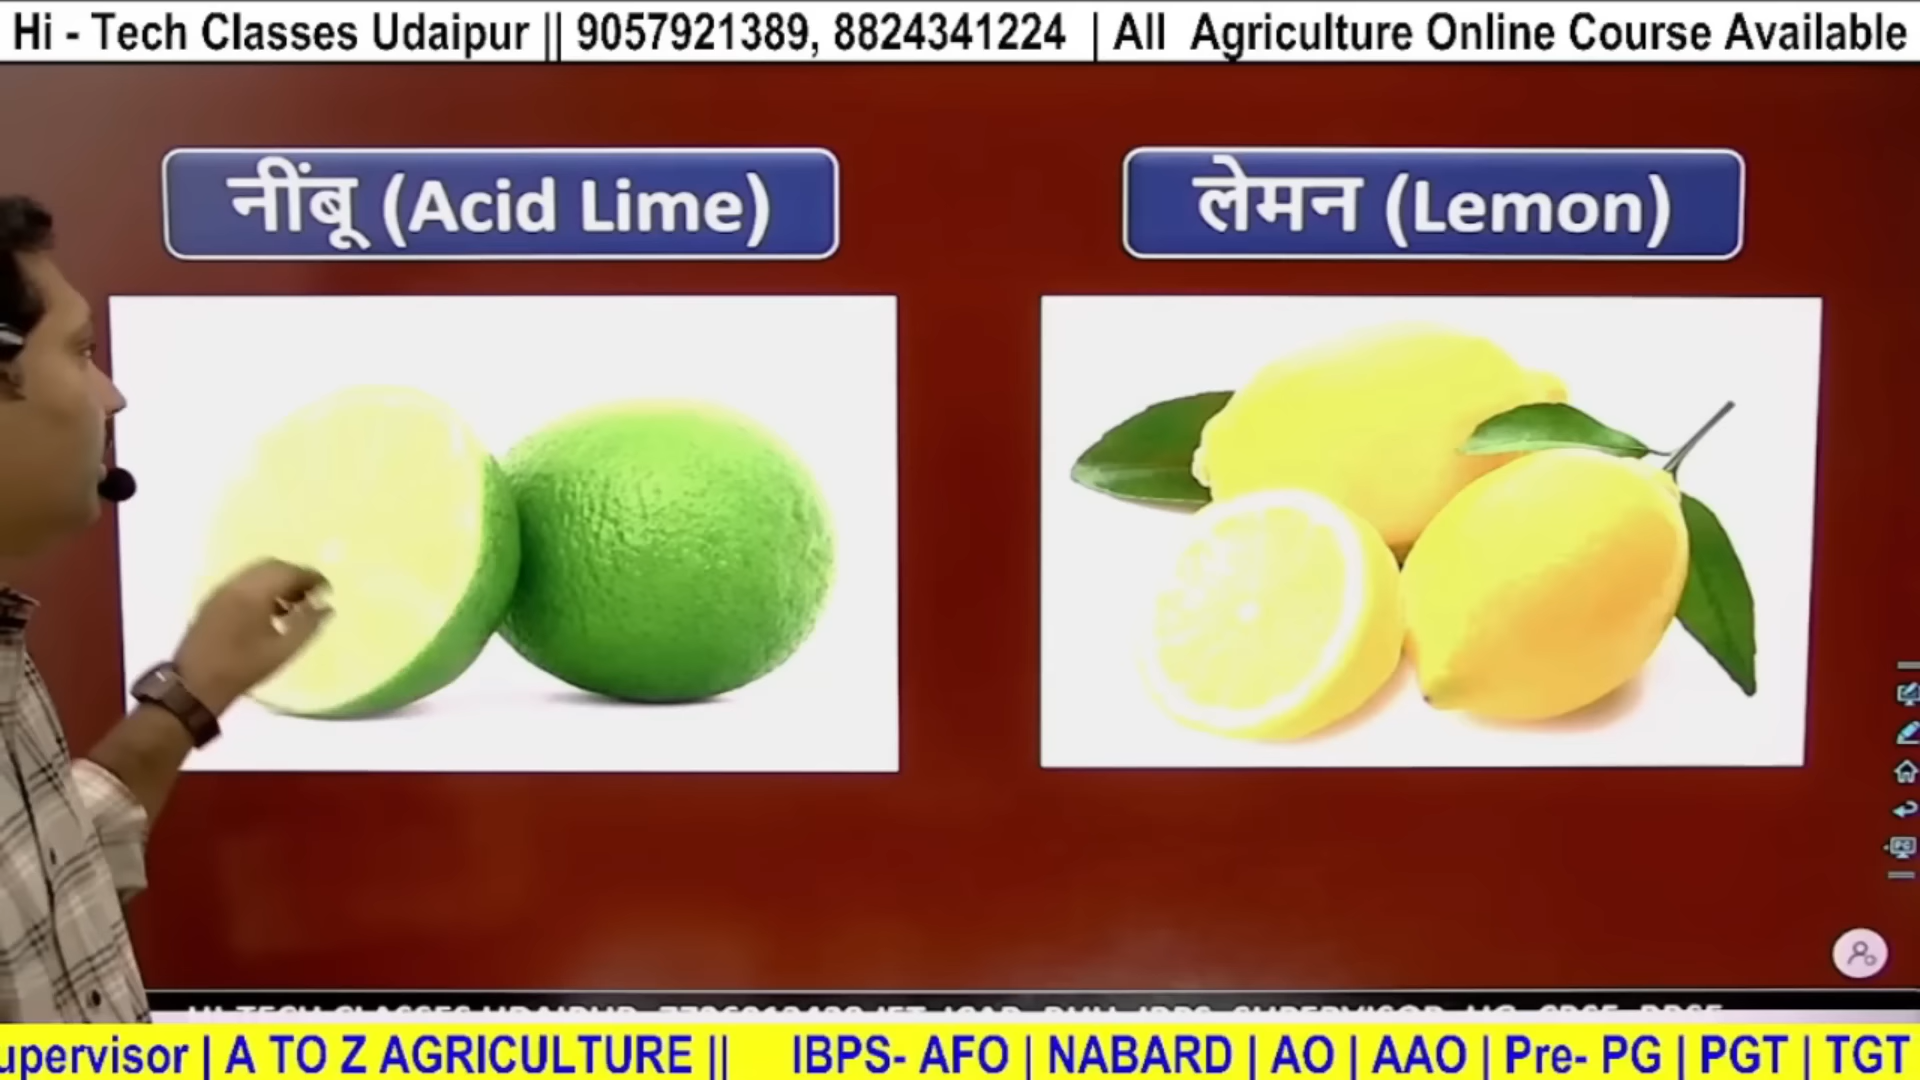 Hi - Tech Classes Udaipur || 9057921389, 8824341224 | All Agriculture Online Course Available
नींबू (Acid Lime)
लेमन (Lemon)
upervisor | A TO Z AGRICULTURE || IBPS- AFO | NABARD | AO | AAO | Pre- PG | PGT | TGT